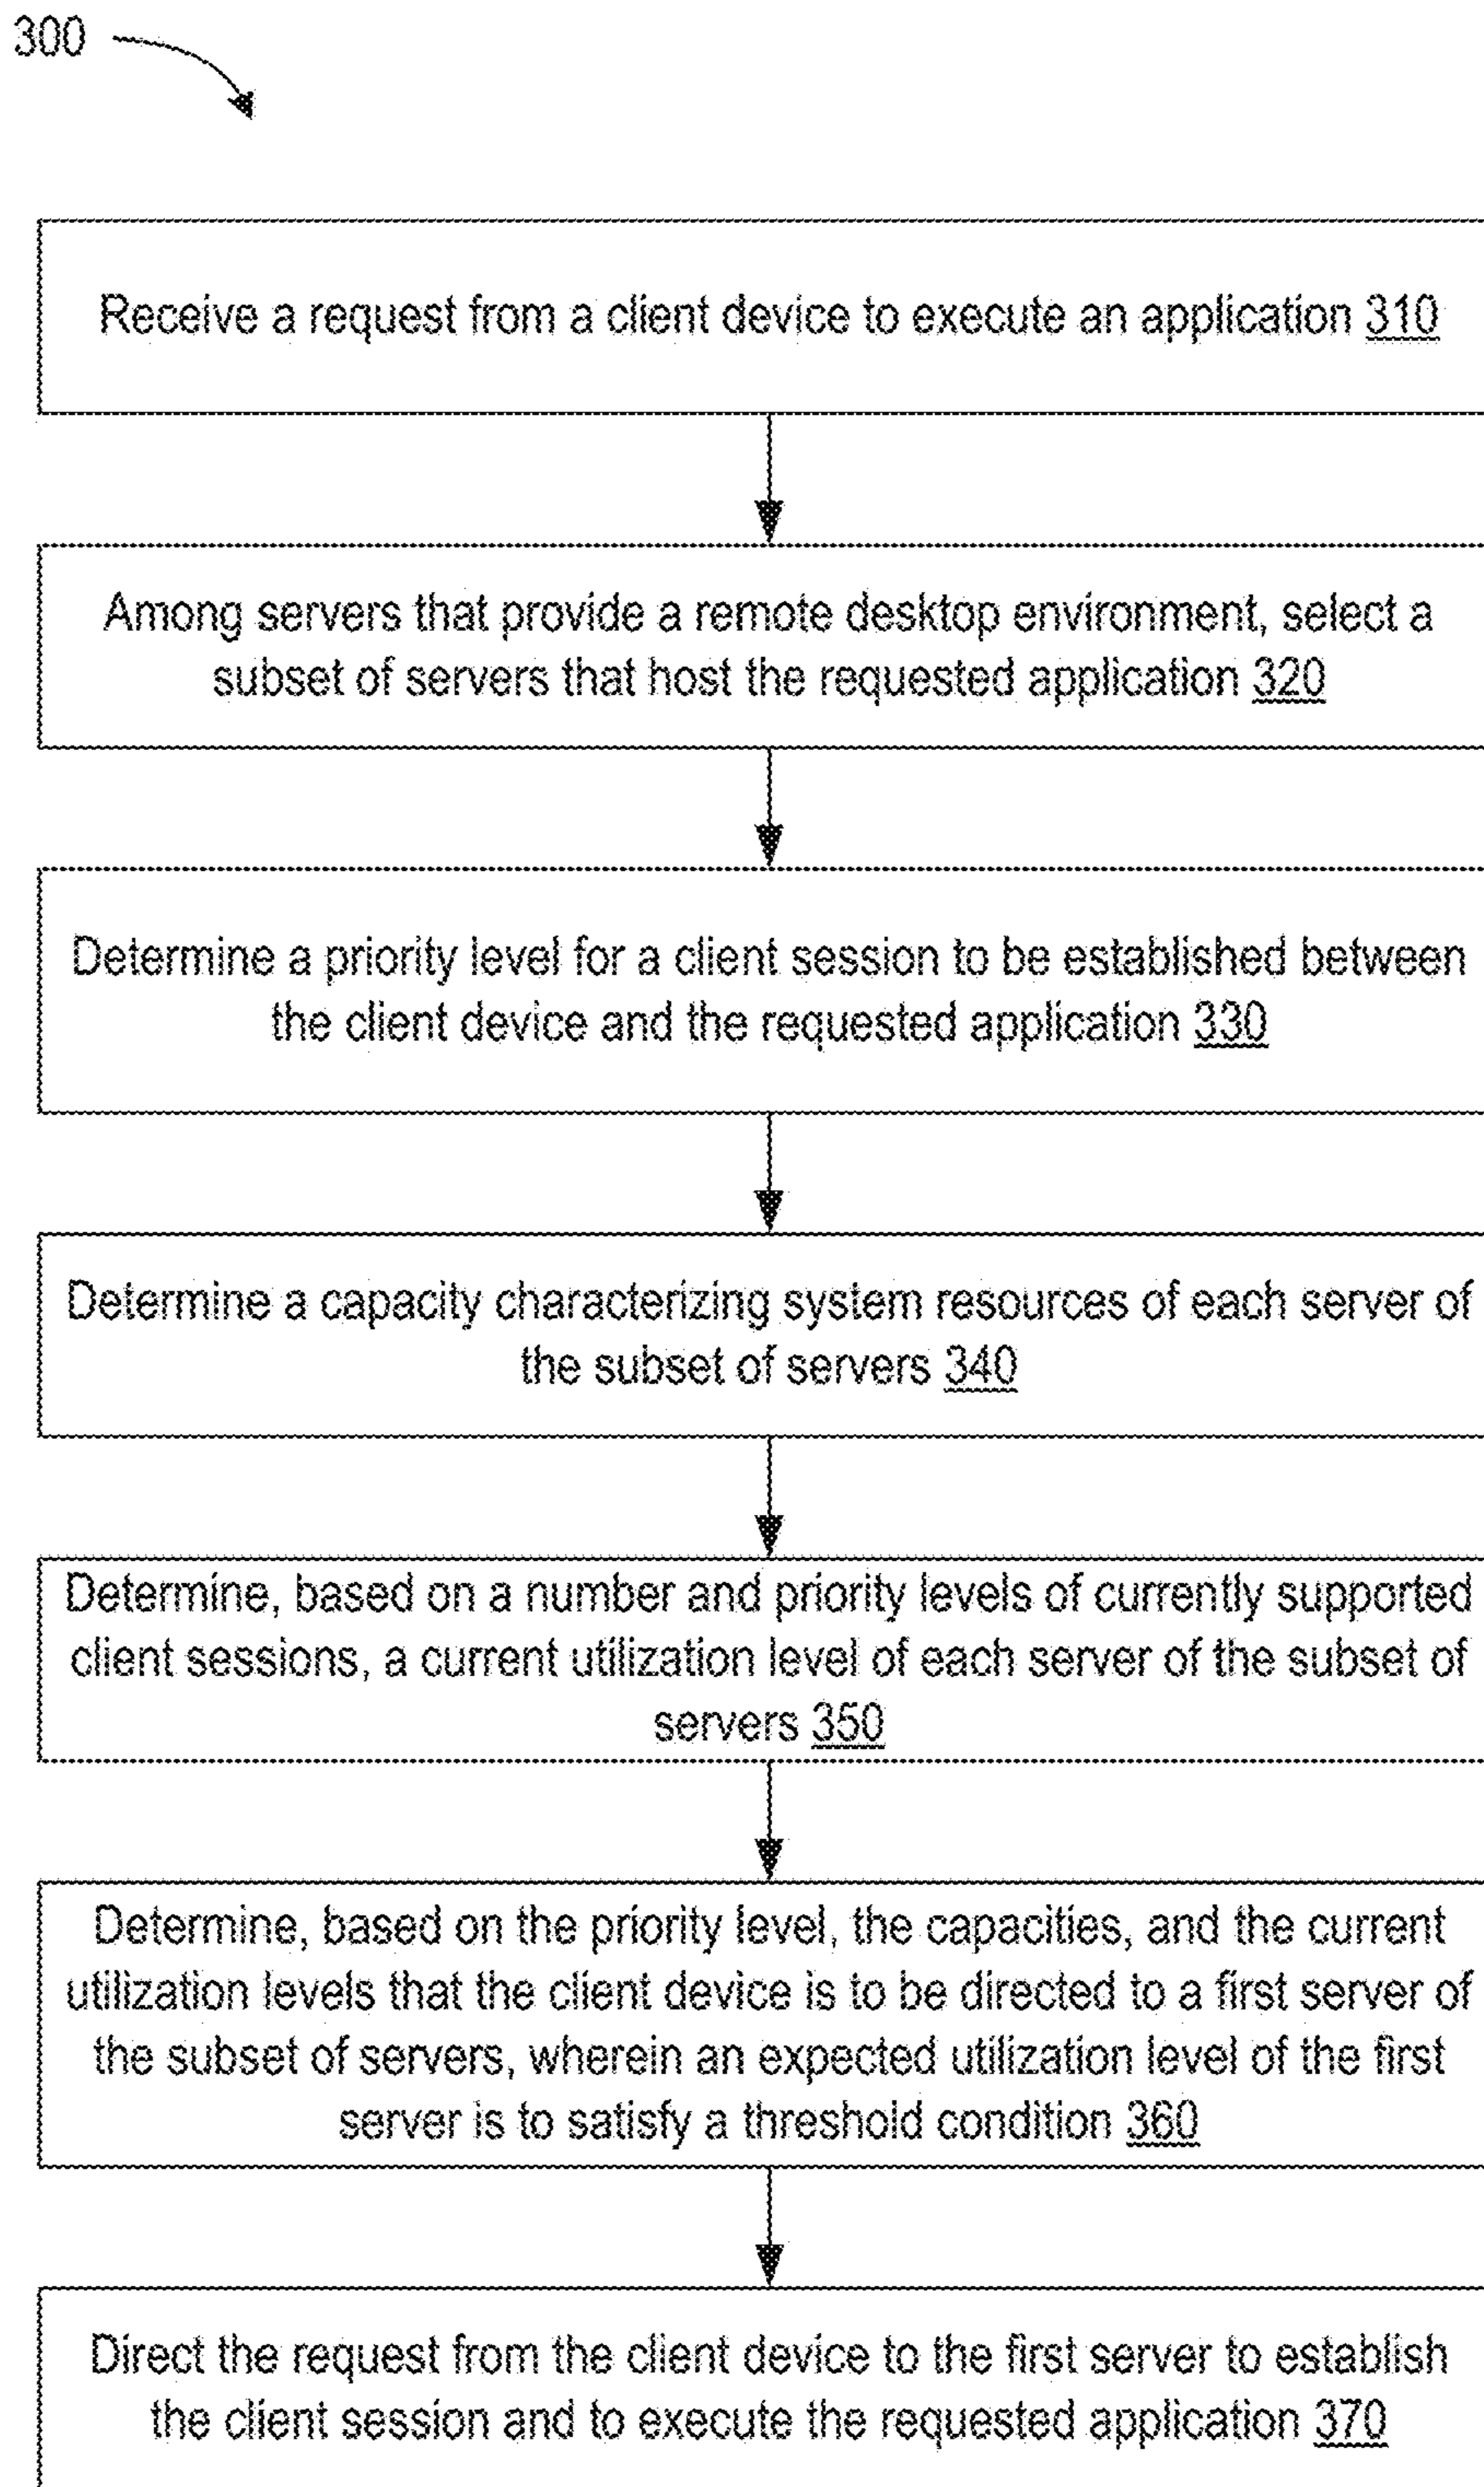 300
Receive a request from a client device to execute an application 310
Among servers that provide a remote desktop environment, select a
subset of servers that host the requested application 320
Determine a priority level for a client session to be established between
the client device and the requested application 330
Determine a capacity characterizing system resources of each server of
the subset of servers 340
Determine, based on a number and priority levels of currently supported
client sessions, a current utilization level of each server of the subset of
servers 350
Determine, based on the priority level, the capacities, and the current
utilization levels that the client device is to be directed to a first server of
the subset of servers, wherein an expected utilization level of the first
server is to satisfy a threshold condition 360
Direct the request from the client device to the first server to establish
the client session and to execute the requested application 370